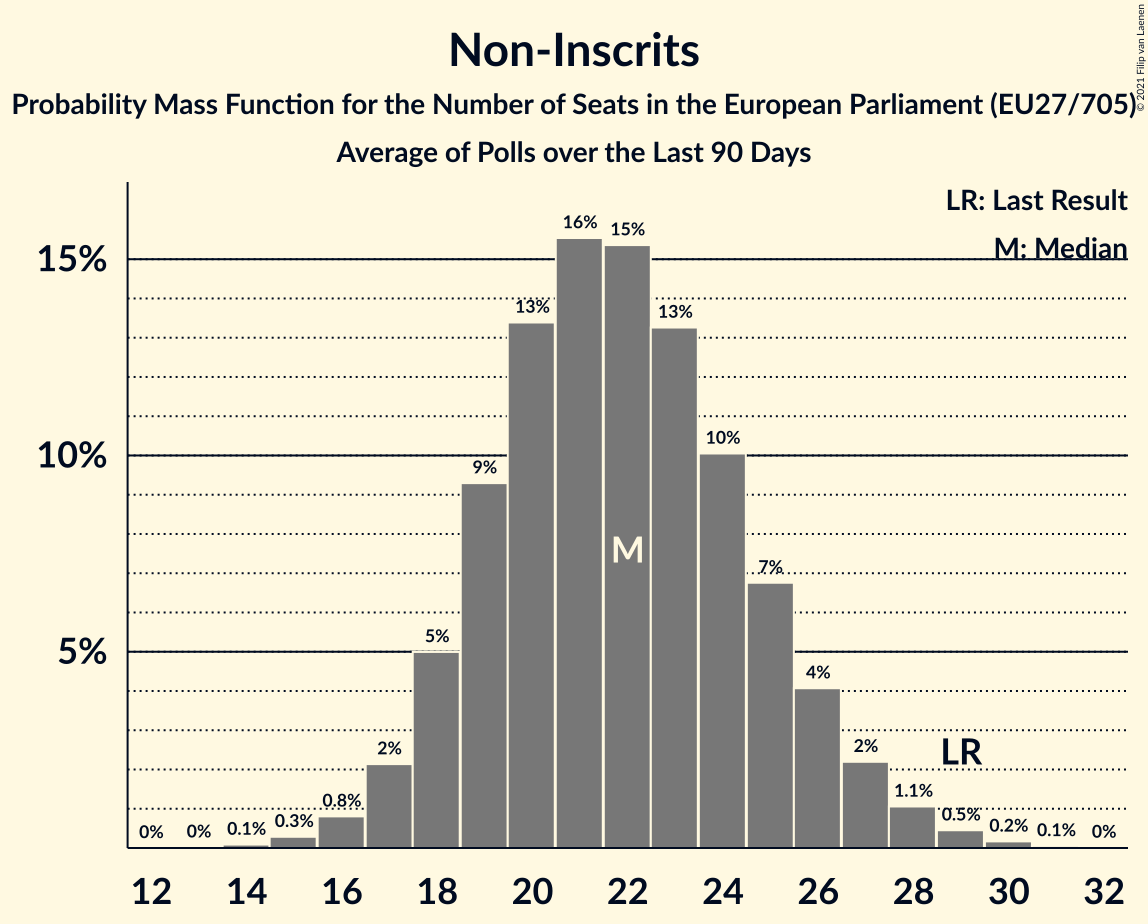 Non-Inscrits
Probability Mass Function for the Number of Seats in the European Parliament (EU27/705)
Average of Polls over the Last 90 Days
© 2021 Filip van Laenen
LR: Last Result
M: Median
15%
10%
5%
0%
0%
0.1%
0.3%
0.8%
2%
5%
9%
13%
16%
15%
13%
10%
7%
4%
2%
1.1%
0.5%
0.2%
0.1%
0%
M
LR
12 14 16 18 20 22 24 26 28 30 32